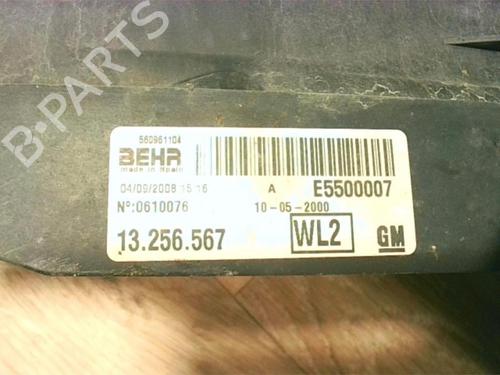 B-PARTS
560961104
BEHR
made in Spain
04/09/2008 15:16 A E5500007
Nº:0610076 10-05-2000
13.256.567 WL2 GM